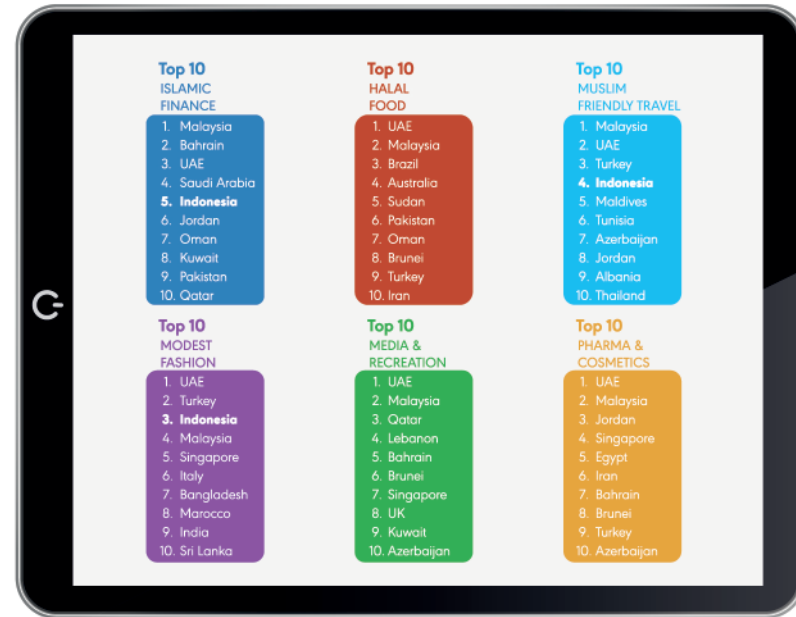 Top 10
ISLAMIC
FINANCE
1. Malaysia
2. Bahrain
3. UAE
4. Saudi Arabia
5. Indonesia
6. Jordan
7. Oman
8. Kuwait
9. Pakistan
10. Qatar
Top 10
HALAL
FOOD
1. UAE
2. Malaysia
3. Brazil
4. Australia
5. Sudan
6. Pakistan
7. Oman
8. Brunei
9. Turkey
10. Iran
Top 10
MUSLIM
FRIENDLY TRAVEL
1. Malaysia
2. UAE
3. Turkey
4. Indonesia
5. Maldives
6. Tunisia
7. Azerbaijan
8. Jordan
9. Albania
10. Thailand
Top 10
MODEST
FASHION
1. UAE
2. Turkey
3. Indonesia
4. Malaysia
5. Singapore
6. Italy
7. Bangladesh
8. Marocco
9. India
10. Sri Lanka
Top 10
MEDIA &
RECREATION
1. UAE
2. Malaysia
3. Qatar
4. Lebanon
5. Bahrain
6. Brunei
7. Singapore
8. UK
9. Kuwait
10. Azerbaijan
Top 10
PHARMA &
COSMETICS
1. UAE
2. Malaysia
3. Jordan
4. Singapore
5. Egypt
6. Iran
7. Bahrain
8. Brunei
9. Turkey
10. Azerbaijan